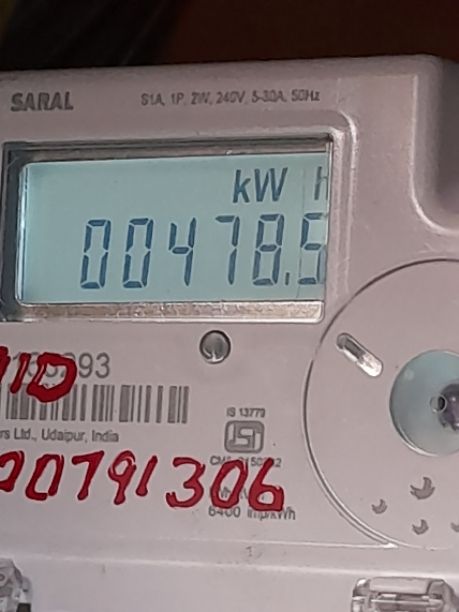 SARAL S1A, 1P, 2W, 240V, 5-30A, 50Hz
kW h
00478.5
293
rs Ltd., Udaipur, India
IS 13779
00791306
6400 imp/kWh